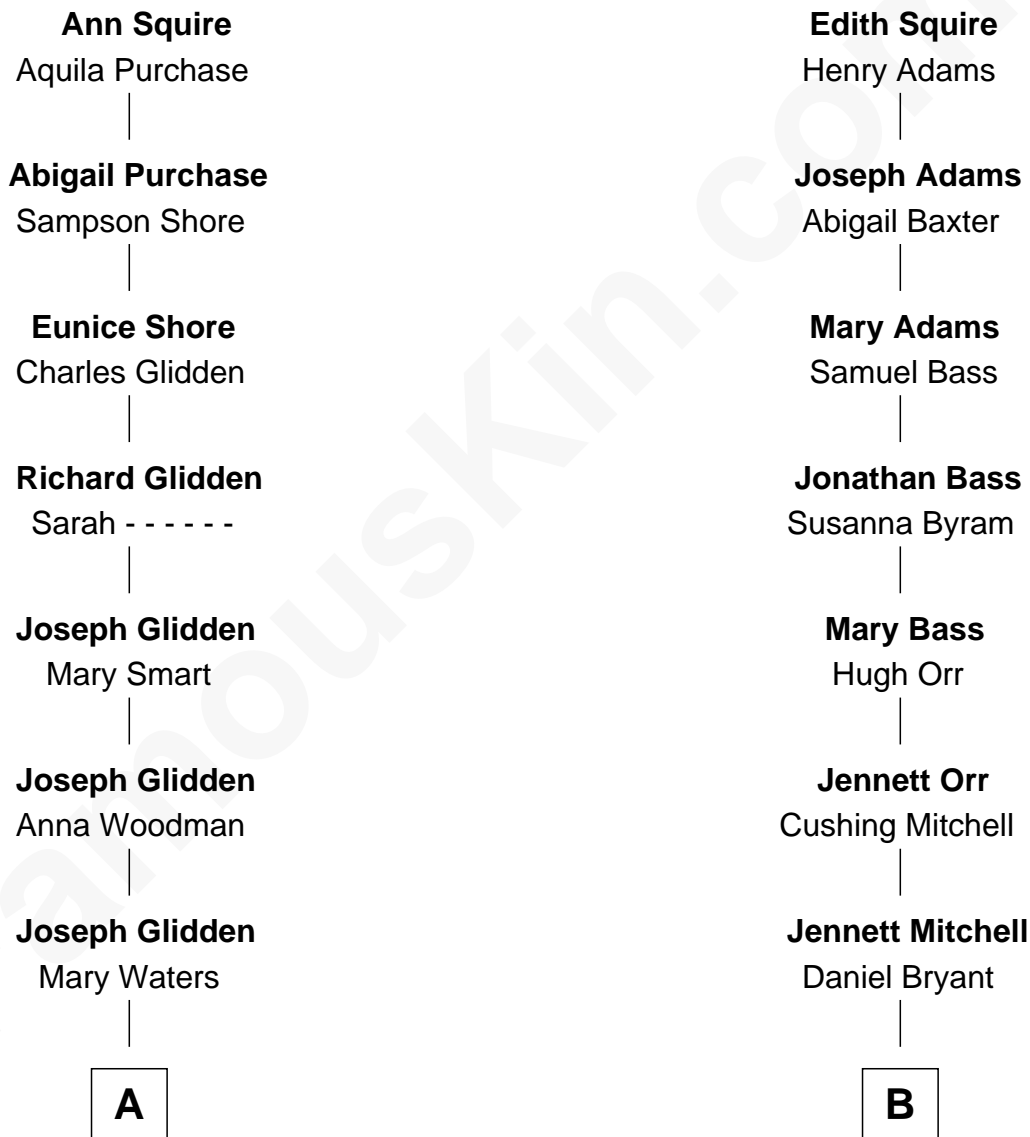 Ann Squire
Aquila Purchase
Abigail Purchase
Sampson Shore
Eunice Shore
Charles Glidden
Richard Glidden
Sarah - - - - - -
Joseph Glidden
Mary Smart
Joseph Glidden
Anna Woodman
Joseph Glidden
Mary Waters
A
Edith Squire
Henry Adams
Joseph Adams
Abigail Baxter
Mary Adams
Samuel Bass
Jonathan Bass
Susanna Byram
Mary Bass
Hugh Orr
Jennett Orr
Cushing Mitchell
Jennett Mitchell
Daniel Bryant
B
amouskin.com